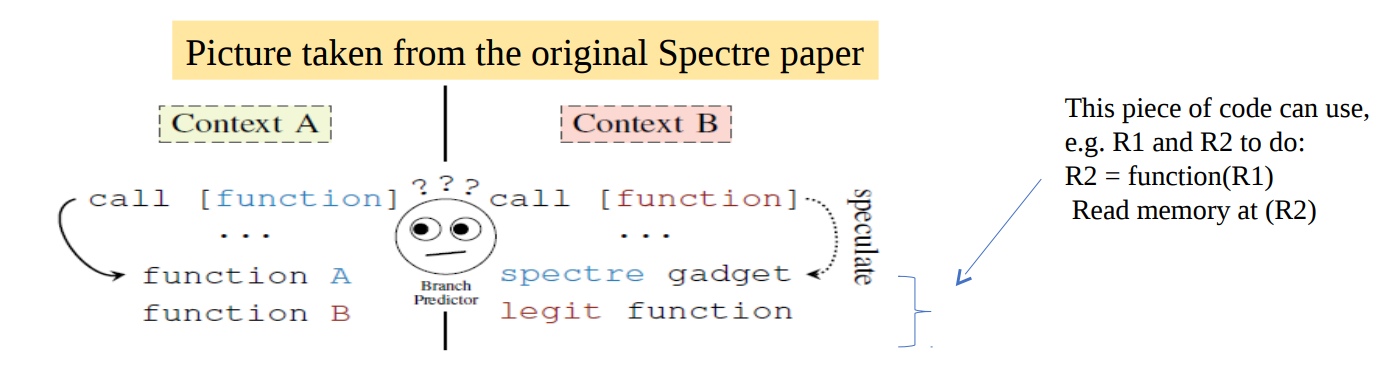 Picture taken from the original Spectre paper
Context A
Context B
This piece of code can use,
e.g. R1 and R2 to do:
R2 = function(R1)
Read memory at (R2)
call [function]
...
function A
function B
???
Branch
Predictor
call [function]
...
spectre gadget
legit function
speculate